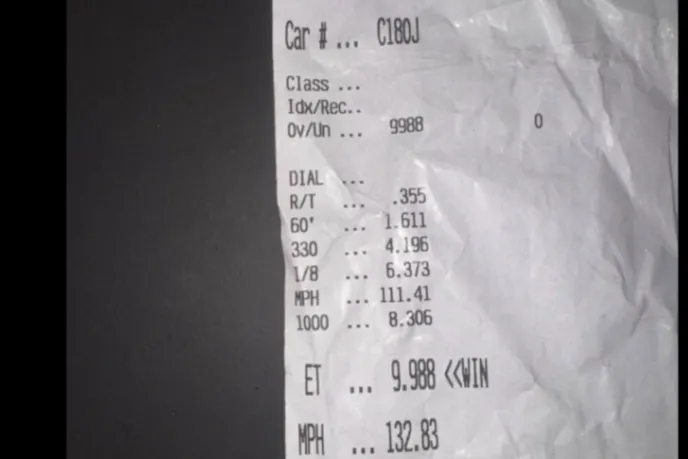 Car # ... C180J
Class ...
Idx/Rec..
Ov/Un ... 9988 0
DIAL ...
R/T ... .355
60' ... 1.611
330 ... 4.196
1/8 ... 6.373
MPH ... 111.41
1000 ... 8.306
ET ... 9.988 <<WIN
MPH ... 132.83